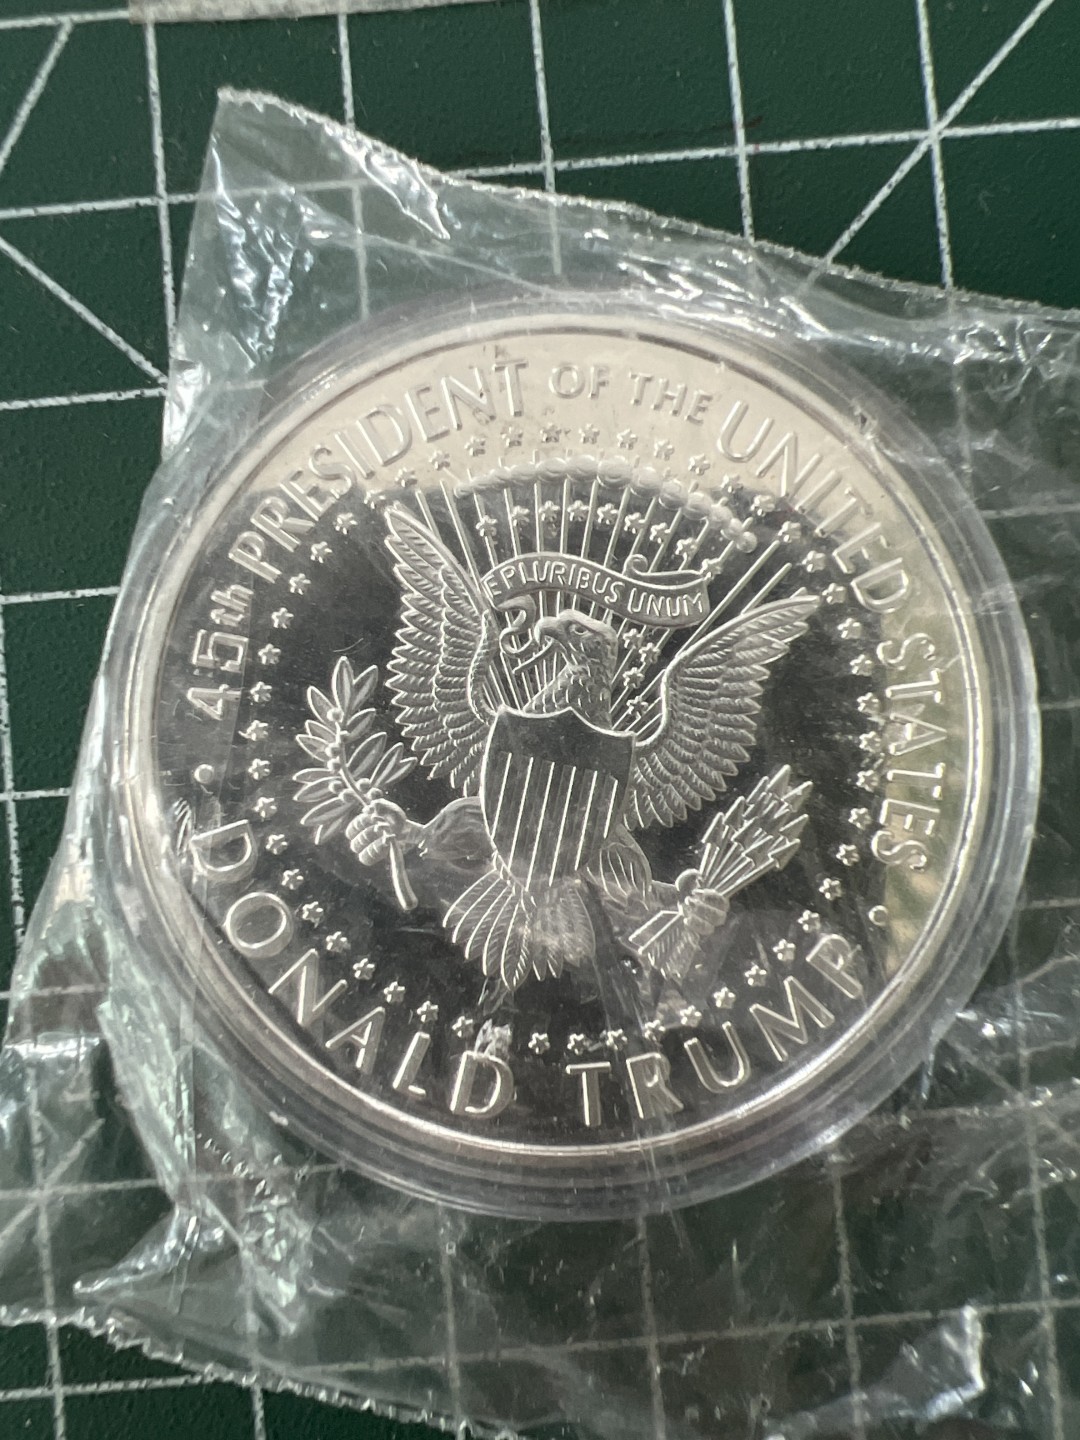 45th PRESIDENT OF THE UNITED STATES
E PLURIBUS UNUM
DONALD TRUMP